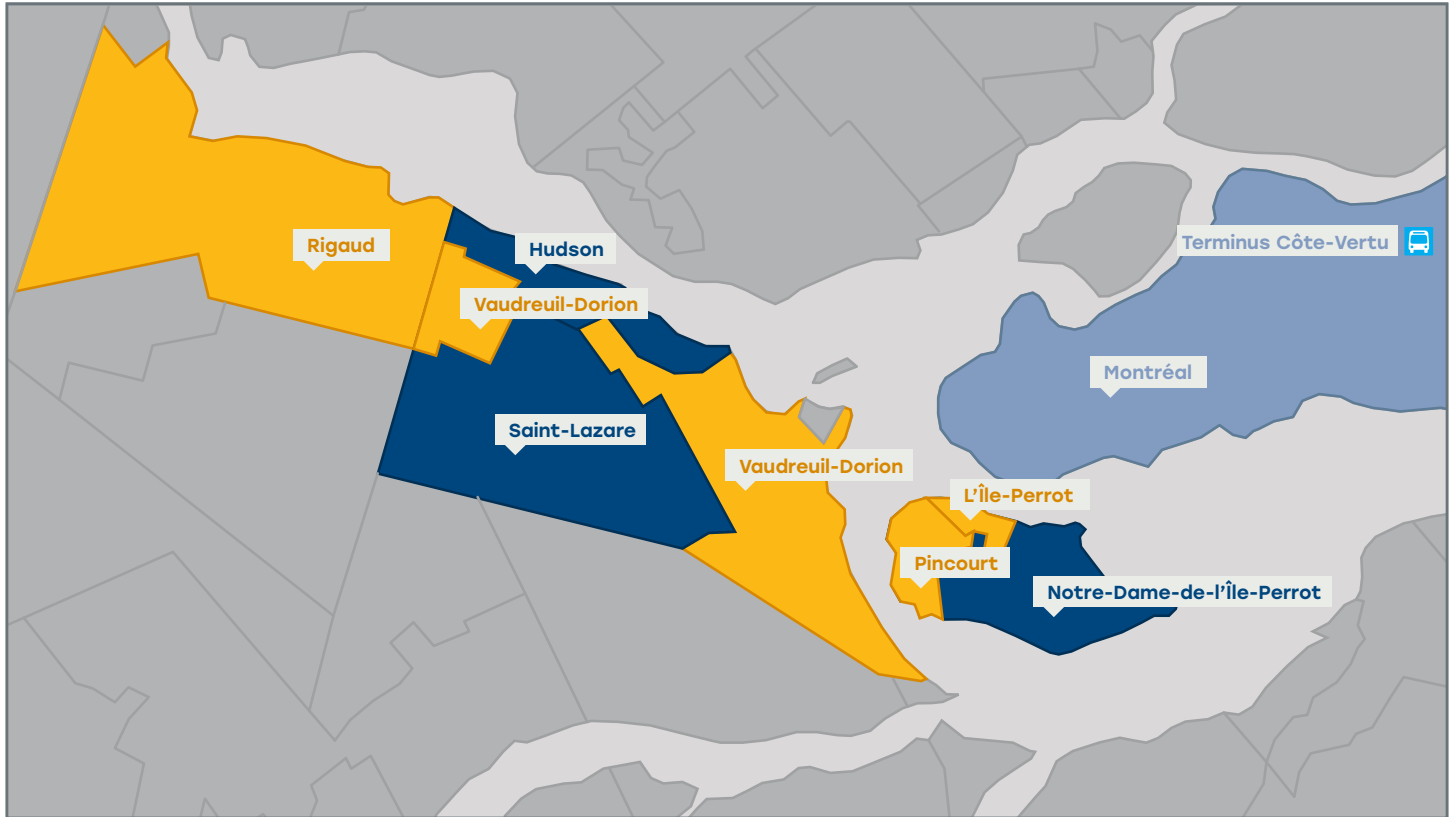 Terminus Côte-Vertu
Rigaud
Hudson
Vaudreuil-Dorion
Montréal
Saint-Lazare
Vaudreuil-Dorion
L'Île-Perrot
Pincourt
Notre-Dame-de-l'Île-Perrot